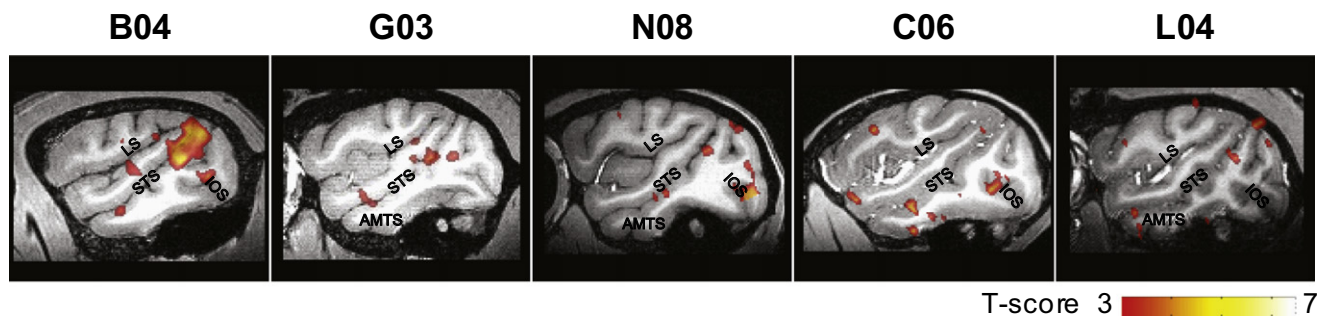 B04 G03 N08 C06 L04
LS LS LS LS LS
STS STS STS STS STS
IOS IOS IOS IOS
AMTS AMTS AMTS
T-score 3 7